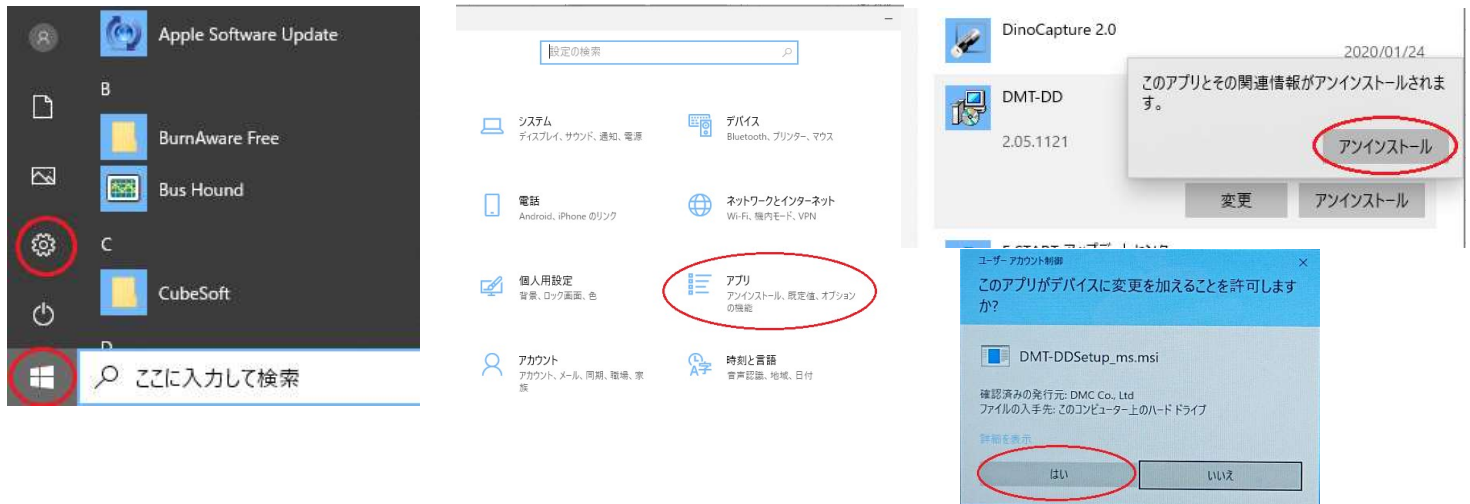 Apple Software Update
B
BurnAware Free
Bus Hound
C
CubeSoft
D
ここに入力して検索
設定の検索
システム
ディスプレイ、サウンド、通知、電源
デバイス
Bluetooth、プリンター、マウス
電話
Android、iPhone のリンク
ネットワークとインターネット
Wi-Fi、機内モード、VPN
個人用設定
背景、ロック画面、色
アプリ
アンインストール、既定値、オプション
の機能
アカウント
アカウント、メール、同期、職場、家
族
時刻と言語
音声認識、地域、日付
DinoCapture 2.0
2020/01/24
DMT-DD
2.05.1121
このアプリとその関連情報がアンインストールされま
す。
アンインストール
変更
アンインストール
ユーザー アカウント制御
このアプリがデバイスに変更を加えることを許可します
か?
DMT-DDSetup_ms.msi
確認済みの発行元: DMC Co., Ltd
ファイルの入手先: このコンピューター上のハード ドライブ
詳細を表示
はい
いいえ